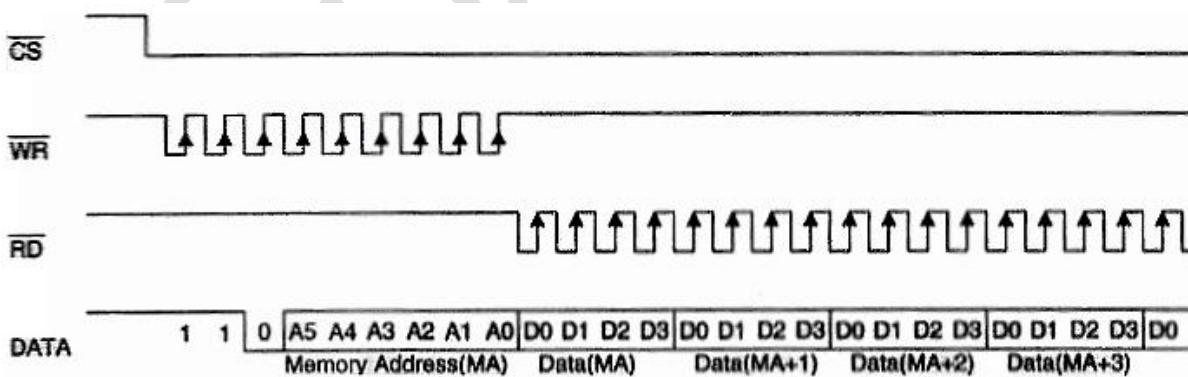 CS
WR
RD
DATA 1 1 0 A5 A4 A3 A2 A1 A0 D0 D1 D2 D3 D0 D1 D2 D3 D0 D1 D2 D3 D0 D1 D2 D3 D0
Memory Address(MA) Data(MA) Data(MA+1) Data(MA+2) Data(MA+3)